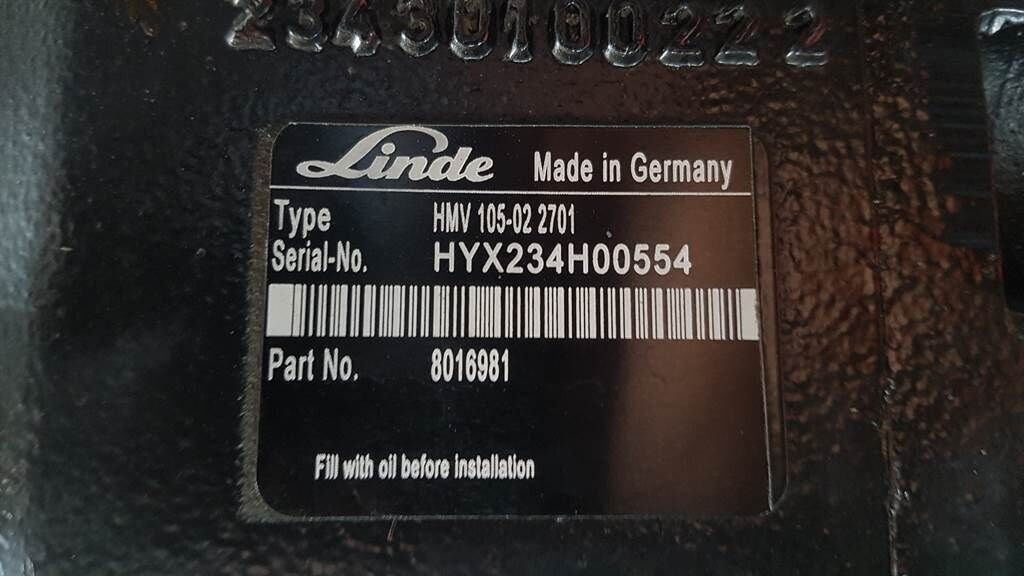 23430100222
Linde Made in Germany
Type HMV 105-02 2701
Serial-No. HYX234H00554
Part No. 8016981
Fill with oil before installation